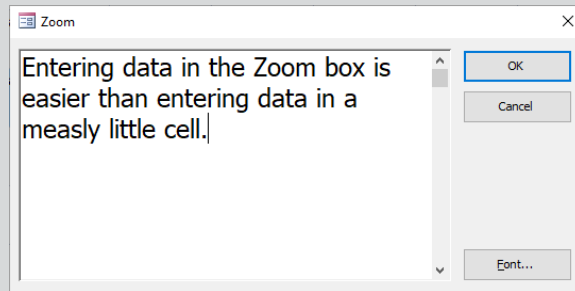 Zoom
Entering data in the Zoom box is
easier than entering data in a
measly little cell.
OK
Cancel
Font...